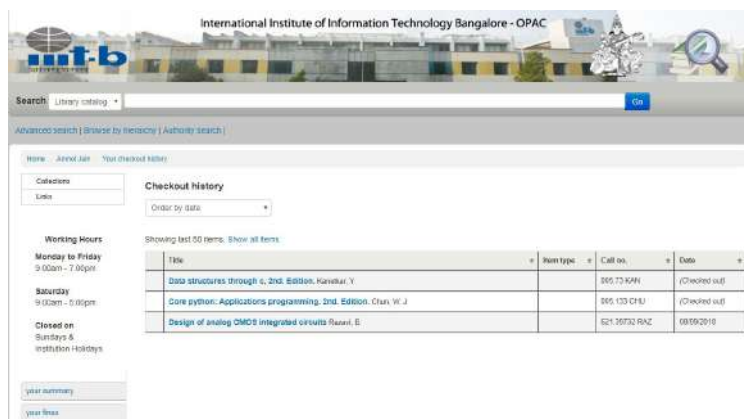 International Institute of Information Technology Bangalore - OPAC
iiit-b
Search Library catalog Go
Advanced search | Browse by hierarchy | Authority search |
Home Your checkout history
Collections
Links
Checkout history
Order by date
Working Hours
Showing last 50 items. Show all items
Monday to Friday
9:00am - 7:00pm
Title Item type Call no. Date
Data structures through c, 2nd. Edition. Kanetkar, Y 005.73 KAN (Checked out)
Saturday
9:00am - 5:00pm
Core python: Applications programming. 2nd. Edition. Chun, W. J 005.133 CHU (Checked out)
Design of analog CMOS integrated circuits Razavi, B 621.39732 RAZ
Closed on
Sundays &
Institution Holidays
your summary
your fines